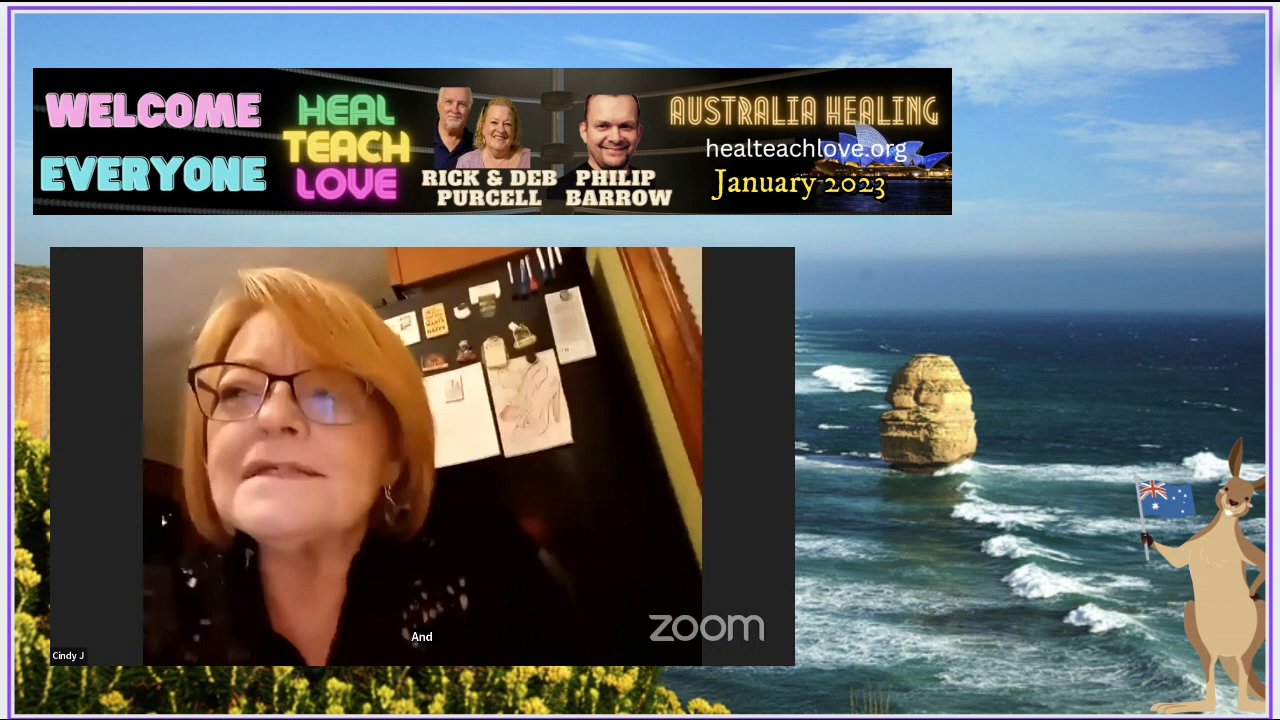 WELCOME
EVERYONE
HEAL
TEACH
LOVE
RICK & DEB
PURCELL
PHILIP
BARROW
AUSTRALIA HEALING
healteachlove.org
January 2023
And
zoom
Cindy J